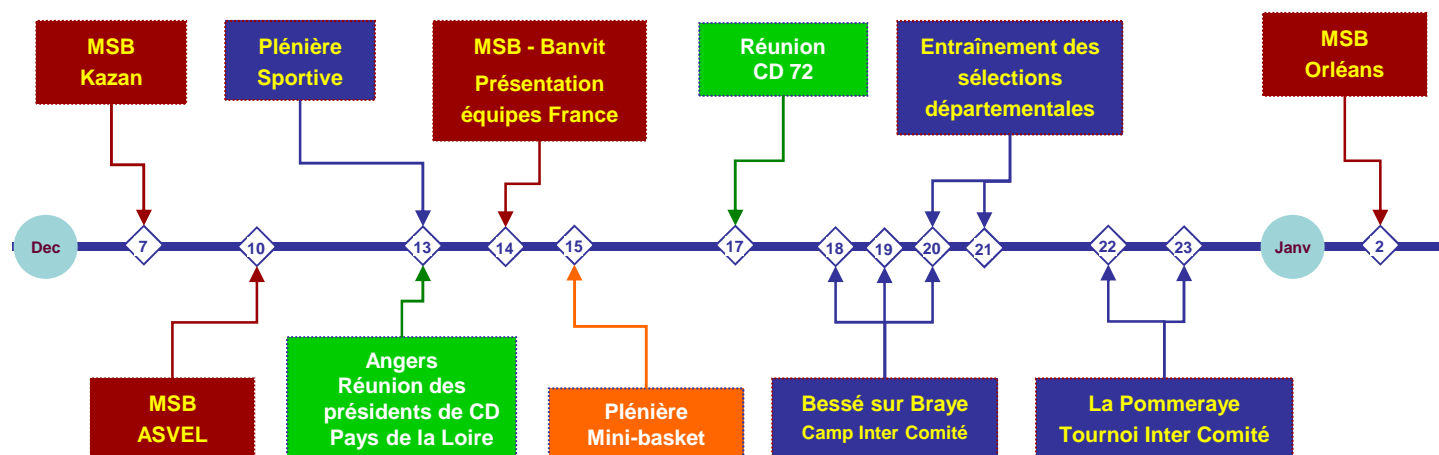 MSB
Kazan
Plénière
Sportive
MSB - Banvit
Présentation
équipes France
Réunion
CD 72
Entraînement des
sélections
départementales
MSB
Orléans
Dec
7
10
13
14
15
17
18
19
20
21
22
23
Janv
2
MSB
ASVEL
Angers
Réunion des
présidents de CD
Pays de la Loire
Plénière
Mini-basket
Bessé sur Braye
Camp Inter Comité
La Pommeraye
Tournoi Inter Comité